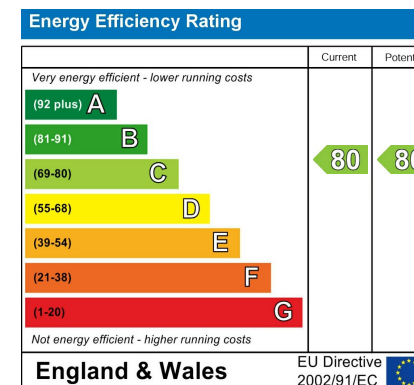 Energy Efficiency Rating
Current Potent
Very energy efficient - lower running costs
(92 plus) A
(81-91) B
(69-80) C
80 80
(55-68) D
(39-54) E
(21-38) F
(1-20) G
Not energy efficient - higher running costs
England & Wales
EU Directive
2002/91/EC